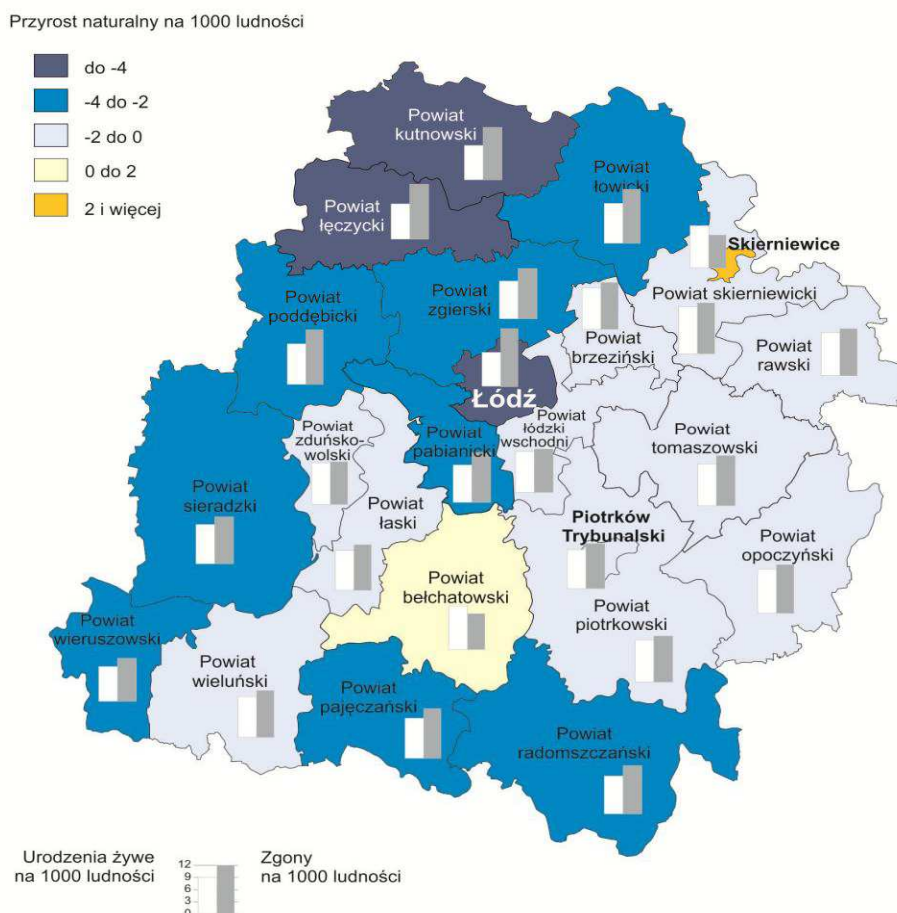 Przyrost naturalny na 1000 ludności
do -4
-4 do -2
-2 do 0
0 do 2
2 i więcej
Powiat
kutnowski
Powiat
łowicki
Powiat
łęczycki
Skierniewice
Powiat
poddębicki
Powiat
zgierski
Powiat skierniewicki
Powiat
brzeziński
Powiat
rawski
Łódź
Powiat
zduńsko-
wolski
Powiat
pabianicki
Powiat
łódzki
wschodni
Powiat
tomaszowski
Powiat
sieradzki
Powiat
łaski
Piotrków
Trybunalski
Powiat
opoczyński
Powiat
bełchatowski
Powiat
piotrkowski
Powiat
wieruszowski
Powiat
wieluński
Powiat
pajęczański
Powiat
radomszczański
Urodzenia żywe
na 1000 ludności
12
9
6
3
0
Zgony
na 1000 ludności